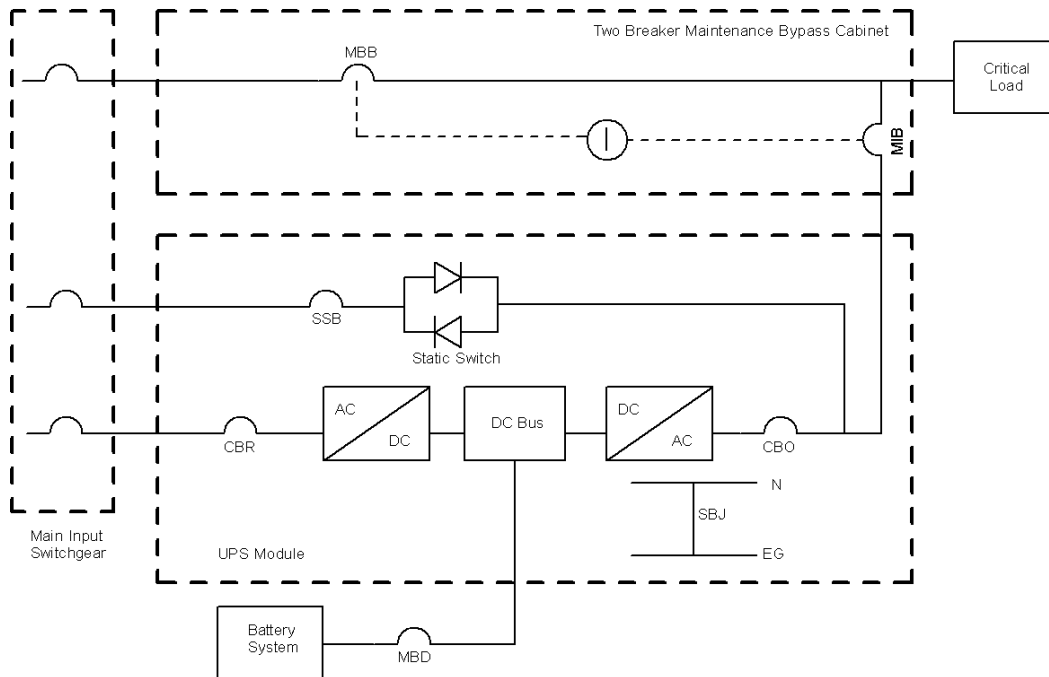 Two Breaker Maintenance Bypass Cabinet
MBB
Critical
Load
MIB
SSB
Static Switch
AC
DC
DC Bus
DC
AC
CBR
CBO
N
SBJ
EG
Main Input
Switchgear
UPS Module
Battery
System
MBD